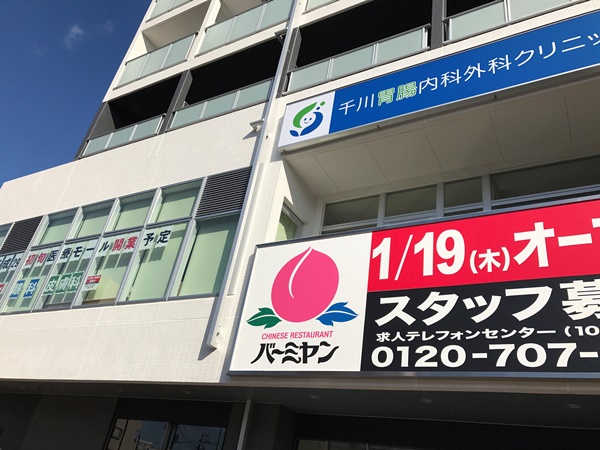 千川胃腸内科外科クリニッ
初旬医療モール開業予定
皮膚科
1/19(木)オー
CHINESE RESTAURANT
バーミヤン
スタッフ募
求人テレフォンセンター(10
0120-707-